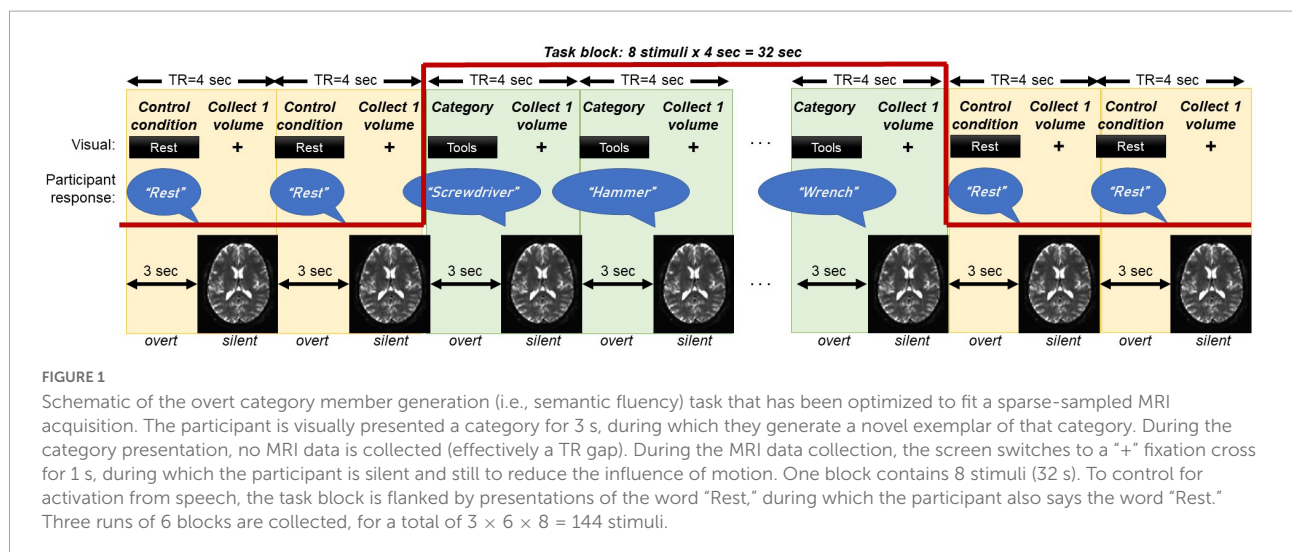 Task block: 8 stimuli x 4 sec = 32 sec
TR=4 sec TR=4 sec TR=4 sec TR=4 sec TR=4 sec TR=4 sec TR=4 sec
Control condition Collect 1 volume Control condition Collect 1 volume Category Collect 1 volume Category Collect 1 volume Category Collect 1 volume Control condition Collect 1 volume Control condition Collect 1 volume
Visual: Rest + Rest + Tools + Tools + ... Tools + Rest + Rest +
Participant response: "Rest" "Rest" "Screwdriver" "Hammer" "Wrench" "Rest" "Rest"
3 sec 3 sec 3 sec 3 sec ... 3 sec 3 sec 3 sec
overt silent overt silent overt silent overt silent overt silent overt silent overt silent
FIGURE 1
Schematic of the overt category member generation (i.e., semantic fluency) task that has been optimized to fit a sparse-sampled MRI
acquisition. The participant is visually presented a category for 3 s, during which they generate a novel exemplar of that category. During the
category presentation, no MRI data is collected (effectively a TR gap). During the MRI data collection, the screen switches to a "+" fixation cross
for 1 s, during which the participant is silent and still to reduce the influence of motion. One block contains 8 stimuli (32 s). To control for
activation from speech, the task block is flanked by presentations of the word "Rest," during which the participant also says the word "Rest."
Three runs of 6 blocks are collected, for a total of 3 × 6 × 8 = 144 stimuli.